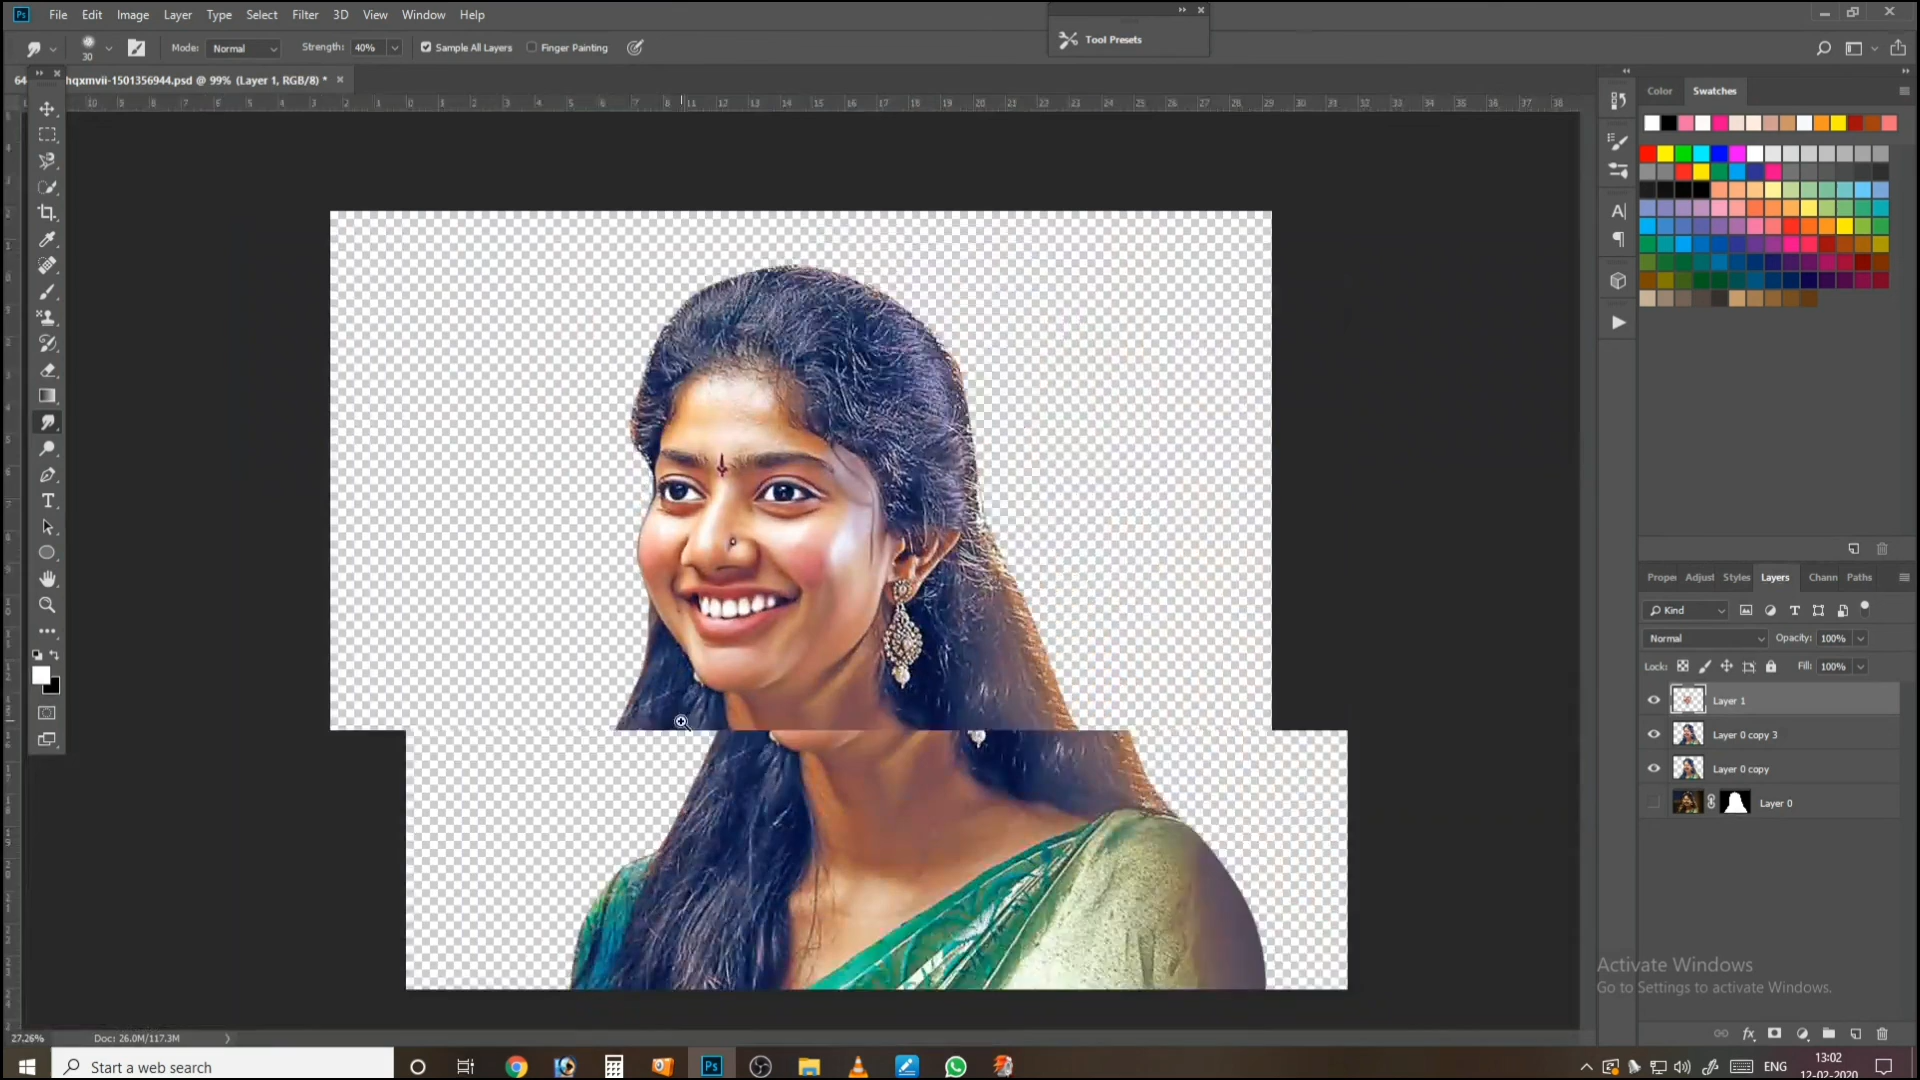 Ps File Edit Image Layer Type Select Filter 3D View Window Help
Tool Presets
30 Mode: Normal Strength: 40% Sample All Layers Finger Painting
64 hqxmvii-1501356944.psd @ 99% (Layer 1, RGB/8) *
Color Swatches
Proper Adjust Styles Layers Chann Paths
Kind
Normal Opacity: 100%
Lock: Fill: 100%
Layer 1
Layer 0 copy 3
Layer 0 copy
Layer 0
Activate Windows
Go to Settings to activate Windows.
27.26% Doc: 26.0M/117.3M
Start a web search
Ps
ENG
13:02
12-02-2020